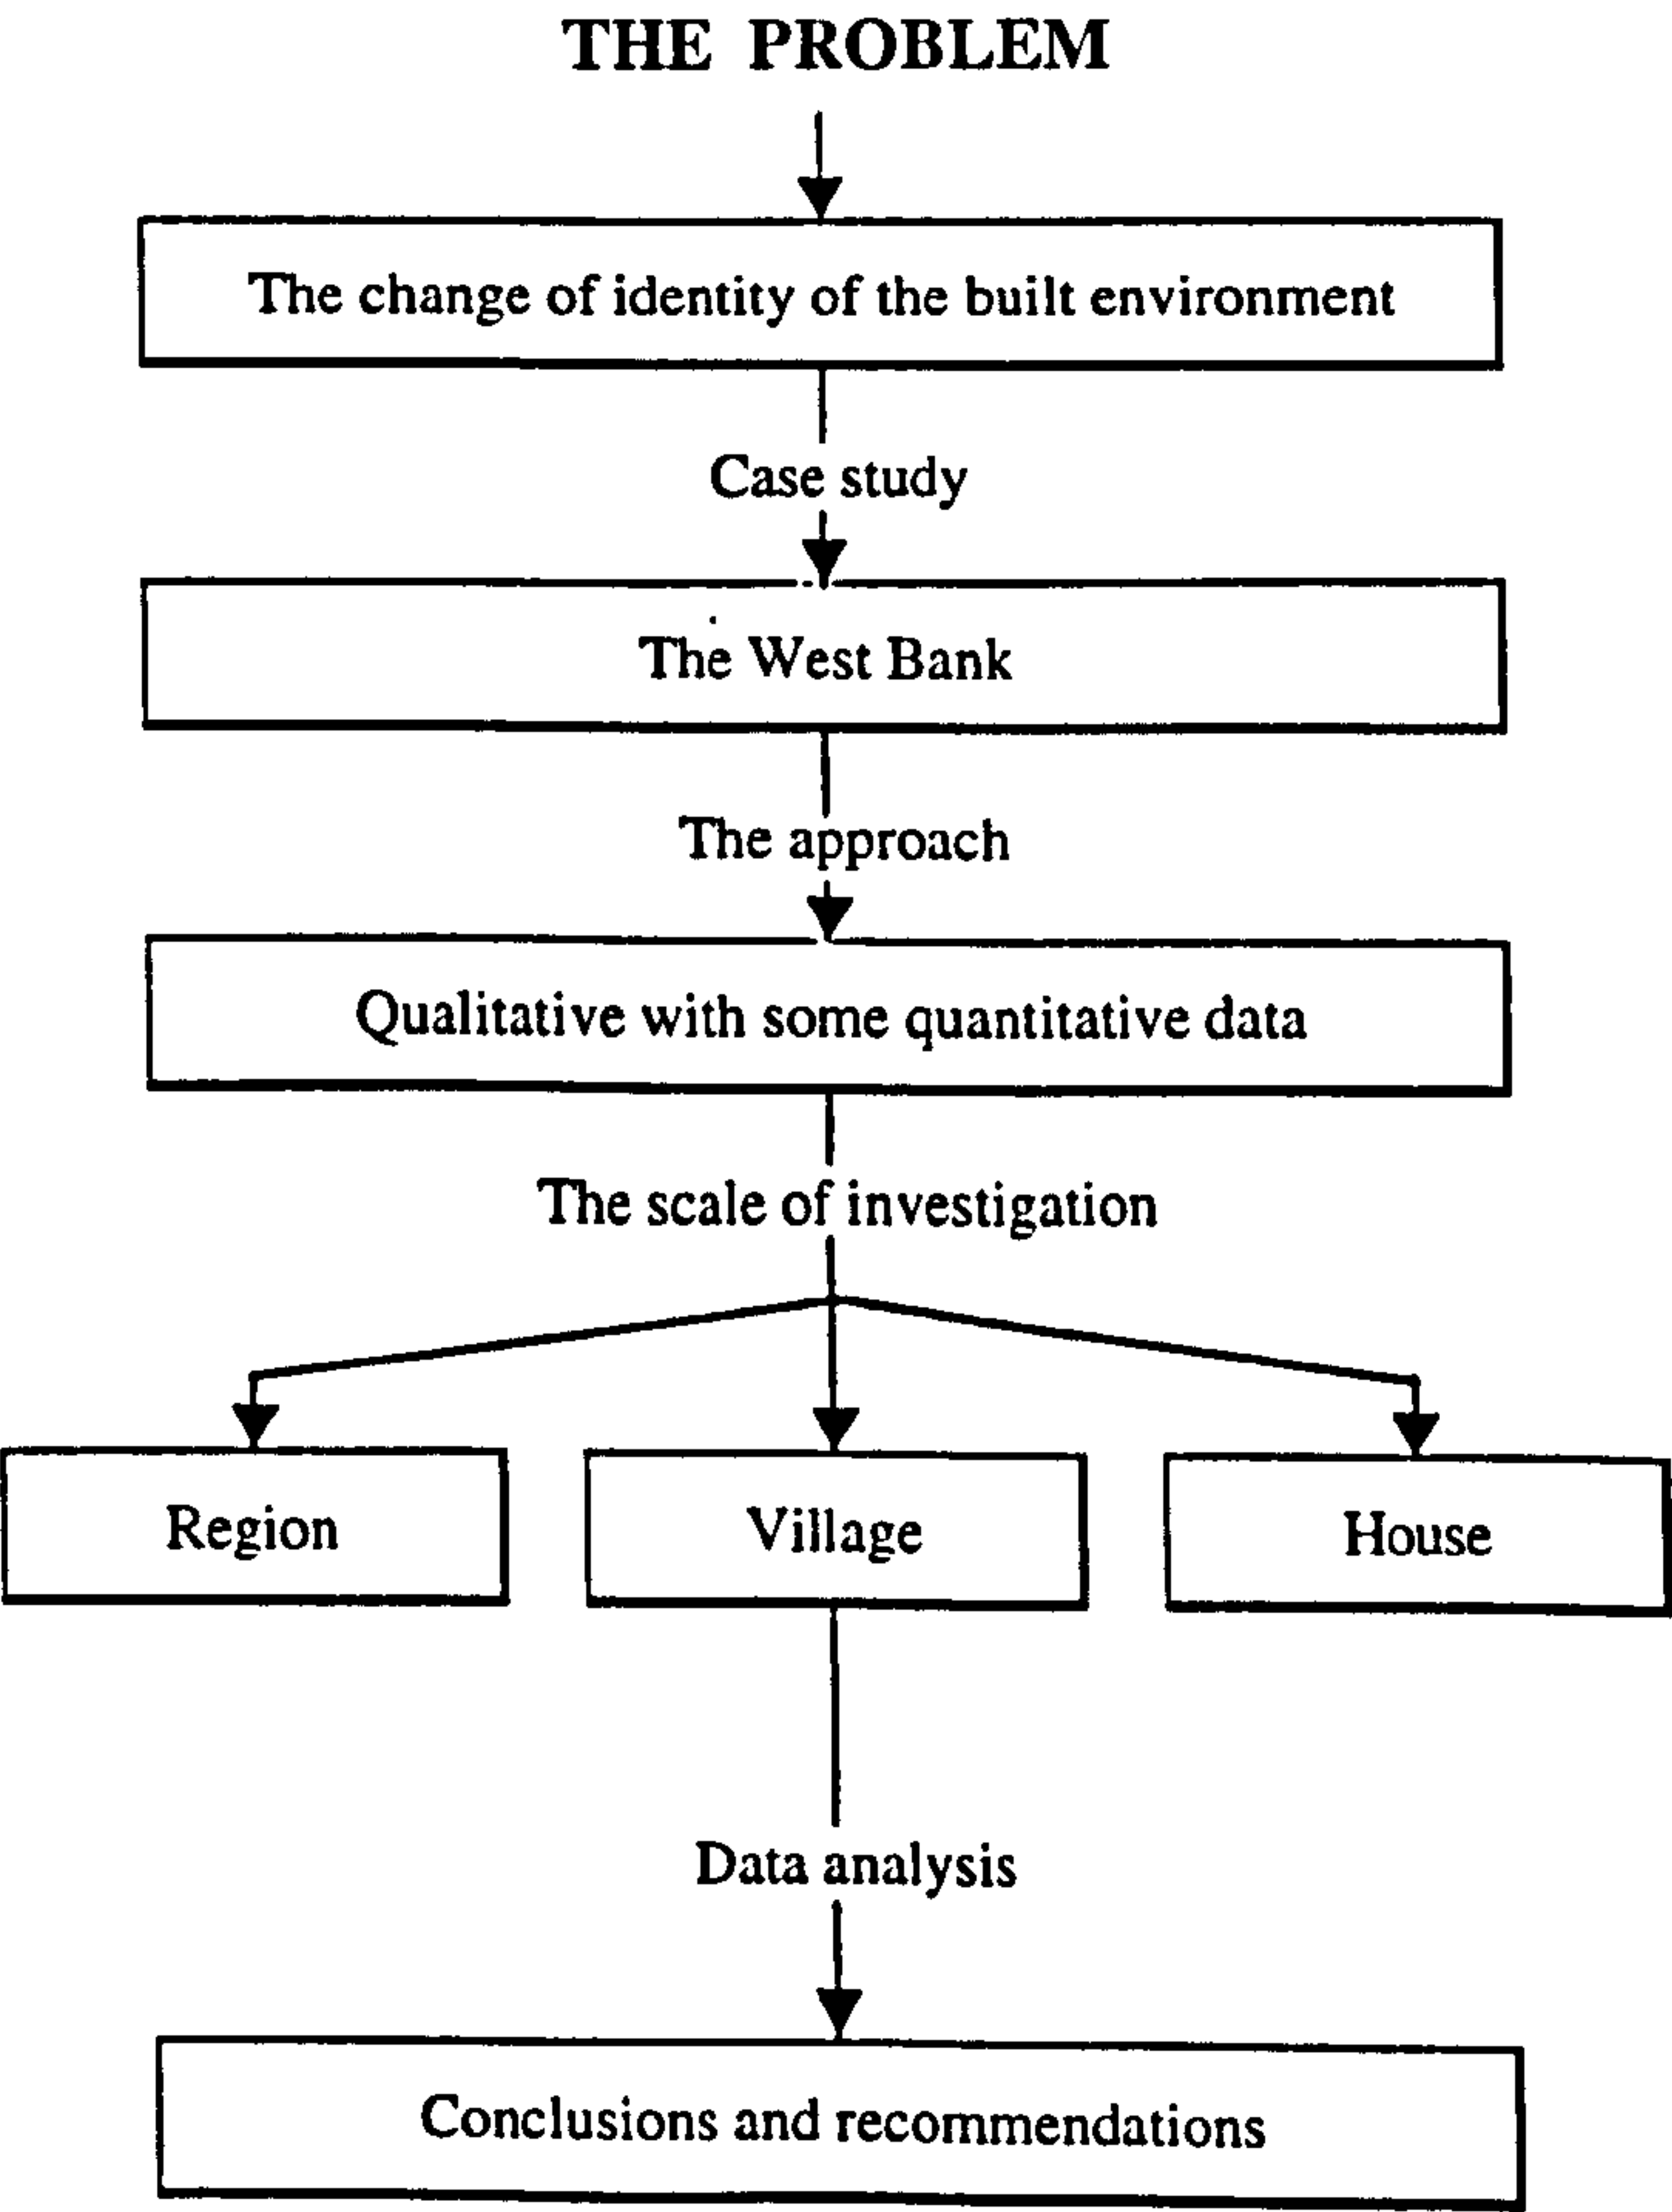 THE PROBLEM
The change of identity of the built environment
Case study
The West Bank
The approach
Qualitative with some quantitative data
The scale of investigation
Region
Village
House
Data analysis
Conclusions and recommendations